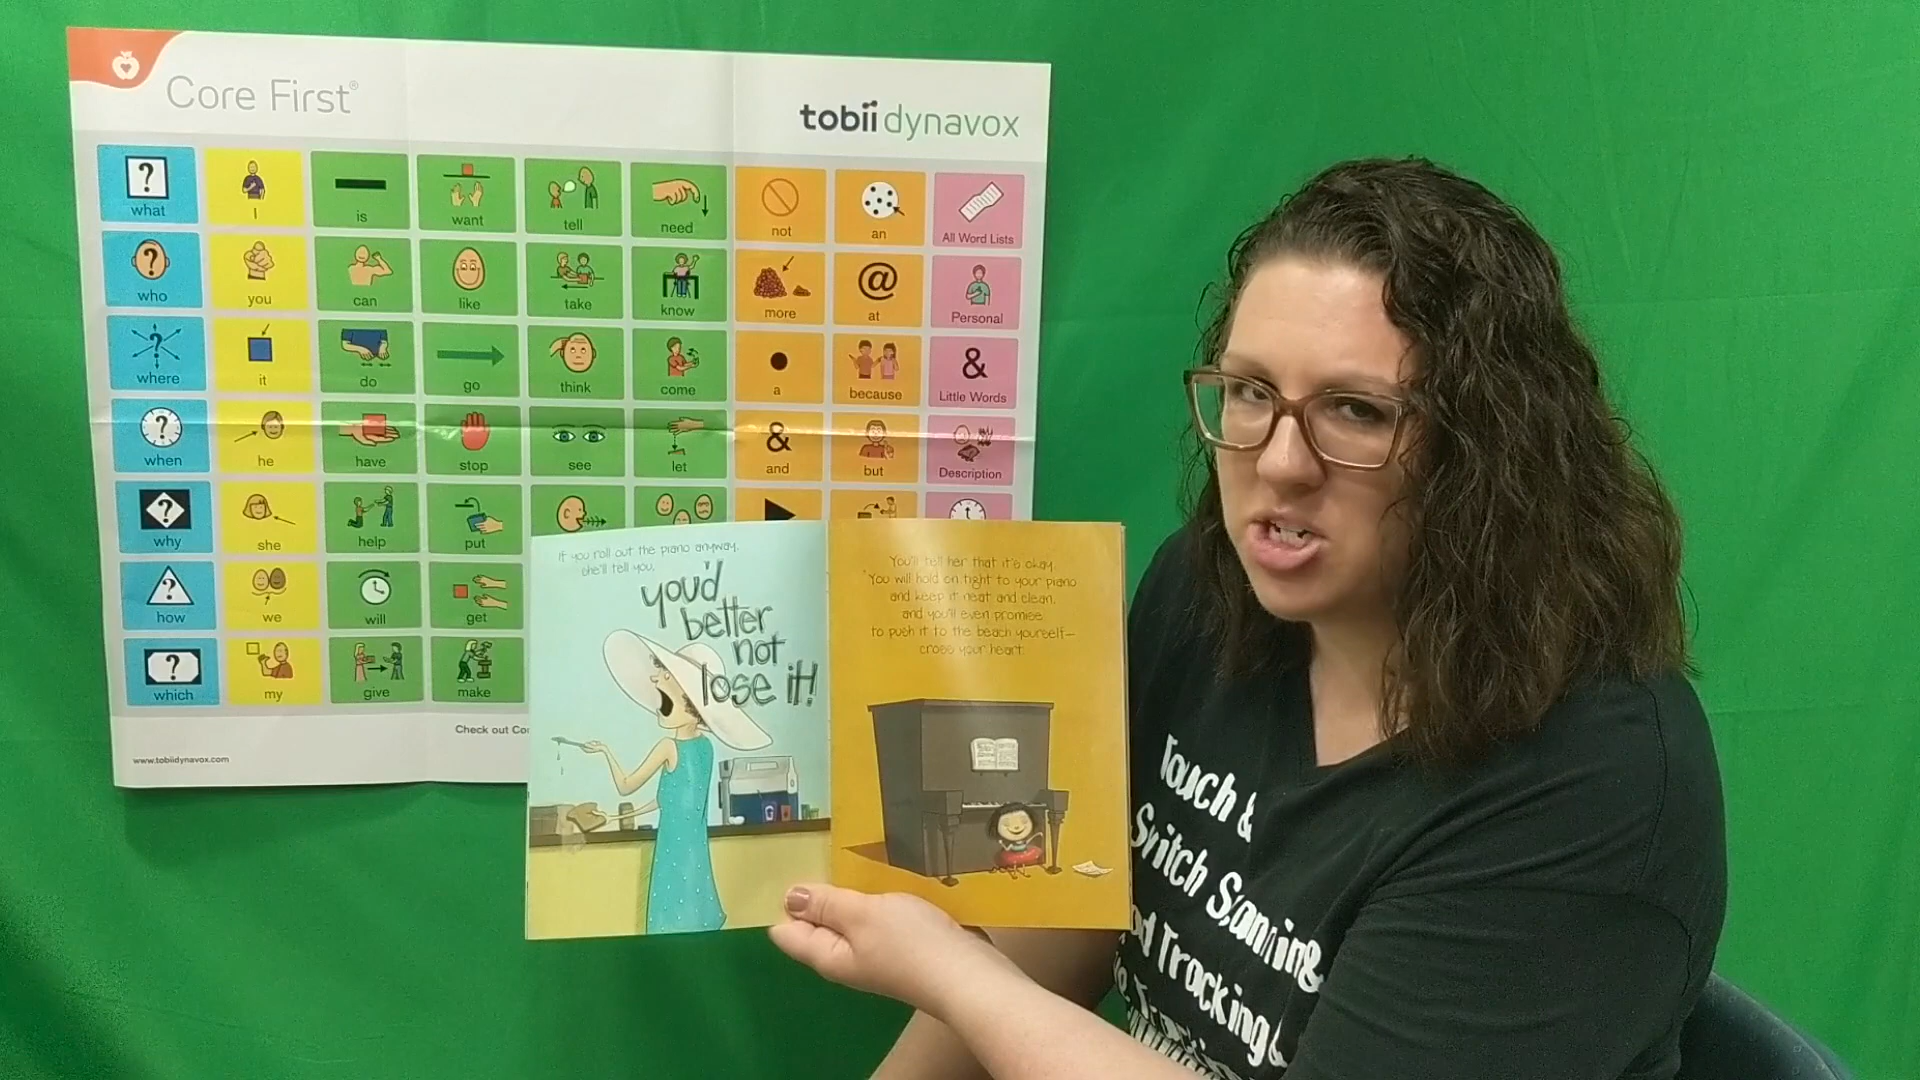 Core First®
tobii dynavox
what I is want tell need not an All Word Lists
who you can like take know more at Personal
@
where it do go think come a because Little Words
&
when he have stop see let and but Description
&
why she help put
how we will get
which my give make
Check out
www.tobiidynavox.com
If you roll out the piano anyway,
she'll tell you,
you'd
better
not
lose it!
You'll tell her that it's okay.
You will hold on tight to your piano
and keep it neat and clean,
and you'll even promise
to push it to the beach yourself—
cross your heart.
Touch &
Switch Scanning
Tracking &